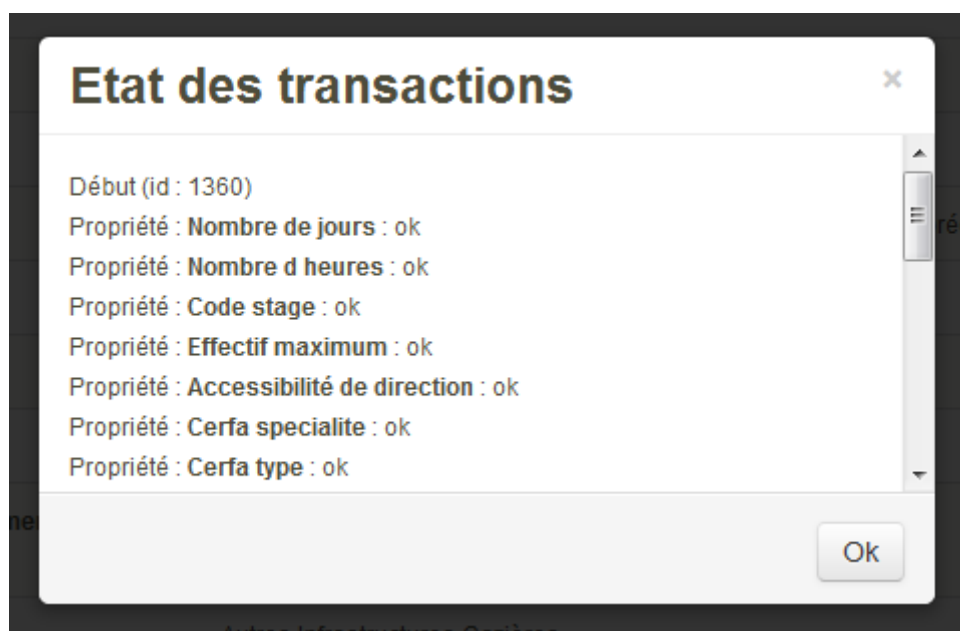 Etat des transactions
×
Début (id : 1360)
Propriété : Nombre de jours : ok
Propriété : Nombre d heures : ok
Propriété : Code stage : ok
Propriété : Effectif maximum : ok
Propriété : Accessibilité de direction : ok
Propriété : Cerfa specialite : ok
Propriété : Cerfa type : ok
Ok